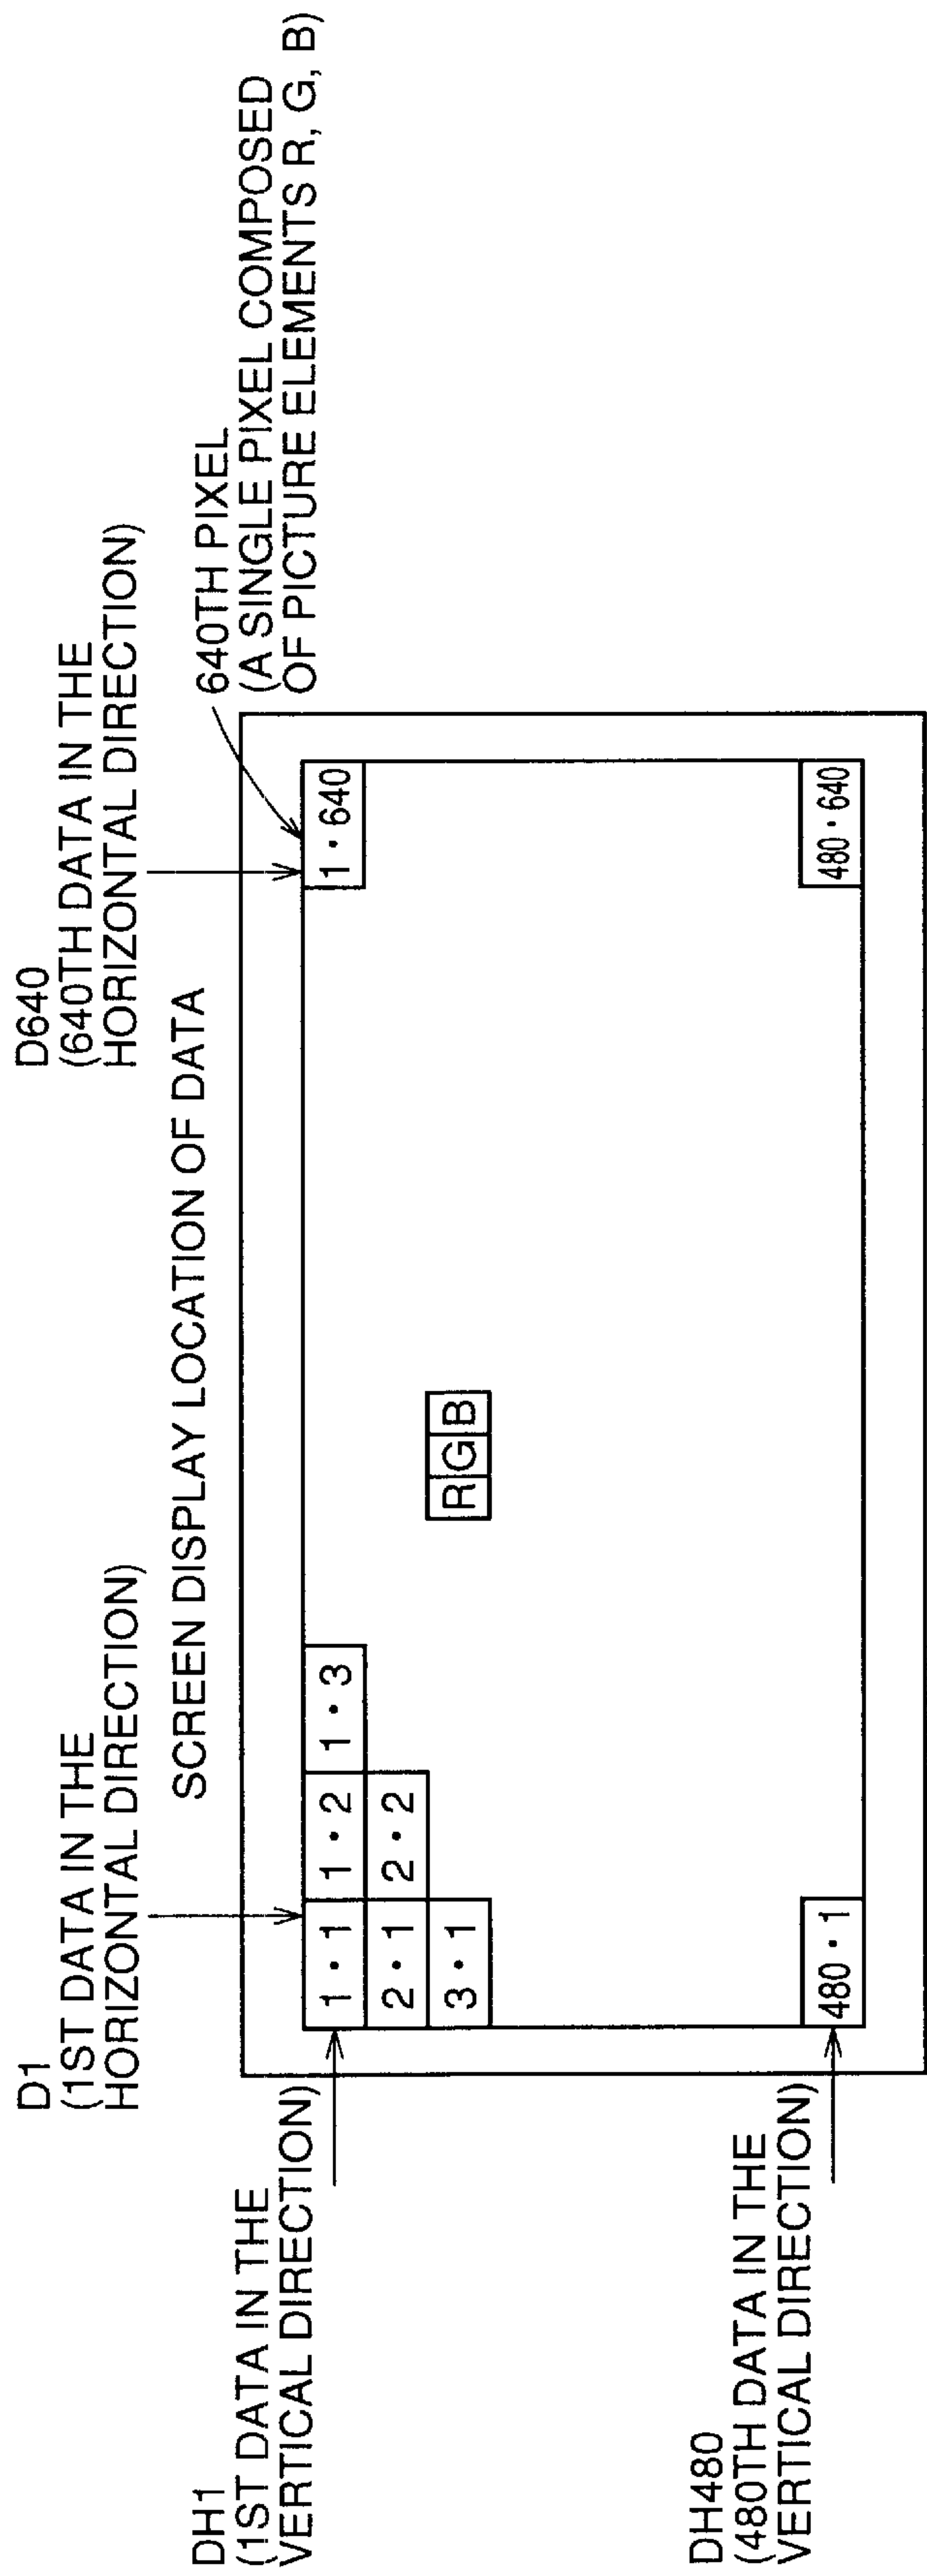 D1
(1ST DATA IN THE
HORIZONTAL DIRECTION)
D640
(640TH DATA IN THE
HORIZONTAL DIRECTION)
SCREEN DISPLAY LOCATION OF DATA
640TH PIXEL
(A SINGLE PIXEL COMPOSED
OF PICTURE ELEMENTS R, G, B)
DH1
(1ST DATA IN THE
VERTICAL DIRECTION)
1・1 1・2 1・3 1・640
2・1 2・2
3・1 R G B
DH480
(480TH DATA IN THE
VERTICAL DIRECTION)
480・1 480・640